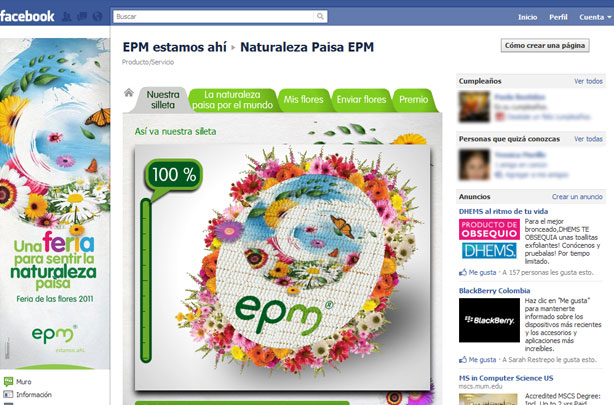 facebook
Buscar
Inicio
Perfil
Cuenta
EPM estamos ahí ▸ Naturaleza Paisa EPM
Producto/Servicio
Cómo crear una página
Nuestra
silleta
La naturaleza
paisa por el mundo
Mis flores
Enviar flores
Premio
Así va nuestra silleta
100 %
epm®
Una feria
para sentir la
naturaleza
paisa
Feria de las flores 2011
epm®
estamos ahí.
Muro
Información
Cumpleaños
Ver todos
Personas que quizá conozcas
Ver todas
Anuncios
Crear un anuncio
DHEMS al ritmo de tu vida
PRODUCTO DE
OBSEQUIO
DHEMS.
Para el mejor
bronceado,DHEMS TE
OBSEQUIA unas toallitas
exfoliantes! Conócenos y
pruebalas! Por tiempo
limitado.
Me gusta · A 157 personas les gusta esto.
BlackBerry Colombia
BlackBerry.
Haz clic en "Me gusta"
para mantenerte
informado sobre los
dispositivos más recientes
y los accesorios y
aplicaciones más
increíbles.
Me gusta · A Sarah Restrepo le gusta esto.
MS in Computer Science US
mscs.mum.edu
Accredited MSCS Degree:
Incl. Up to 2 yrs Paid